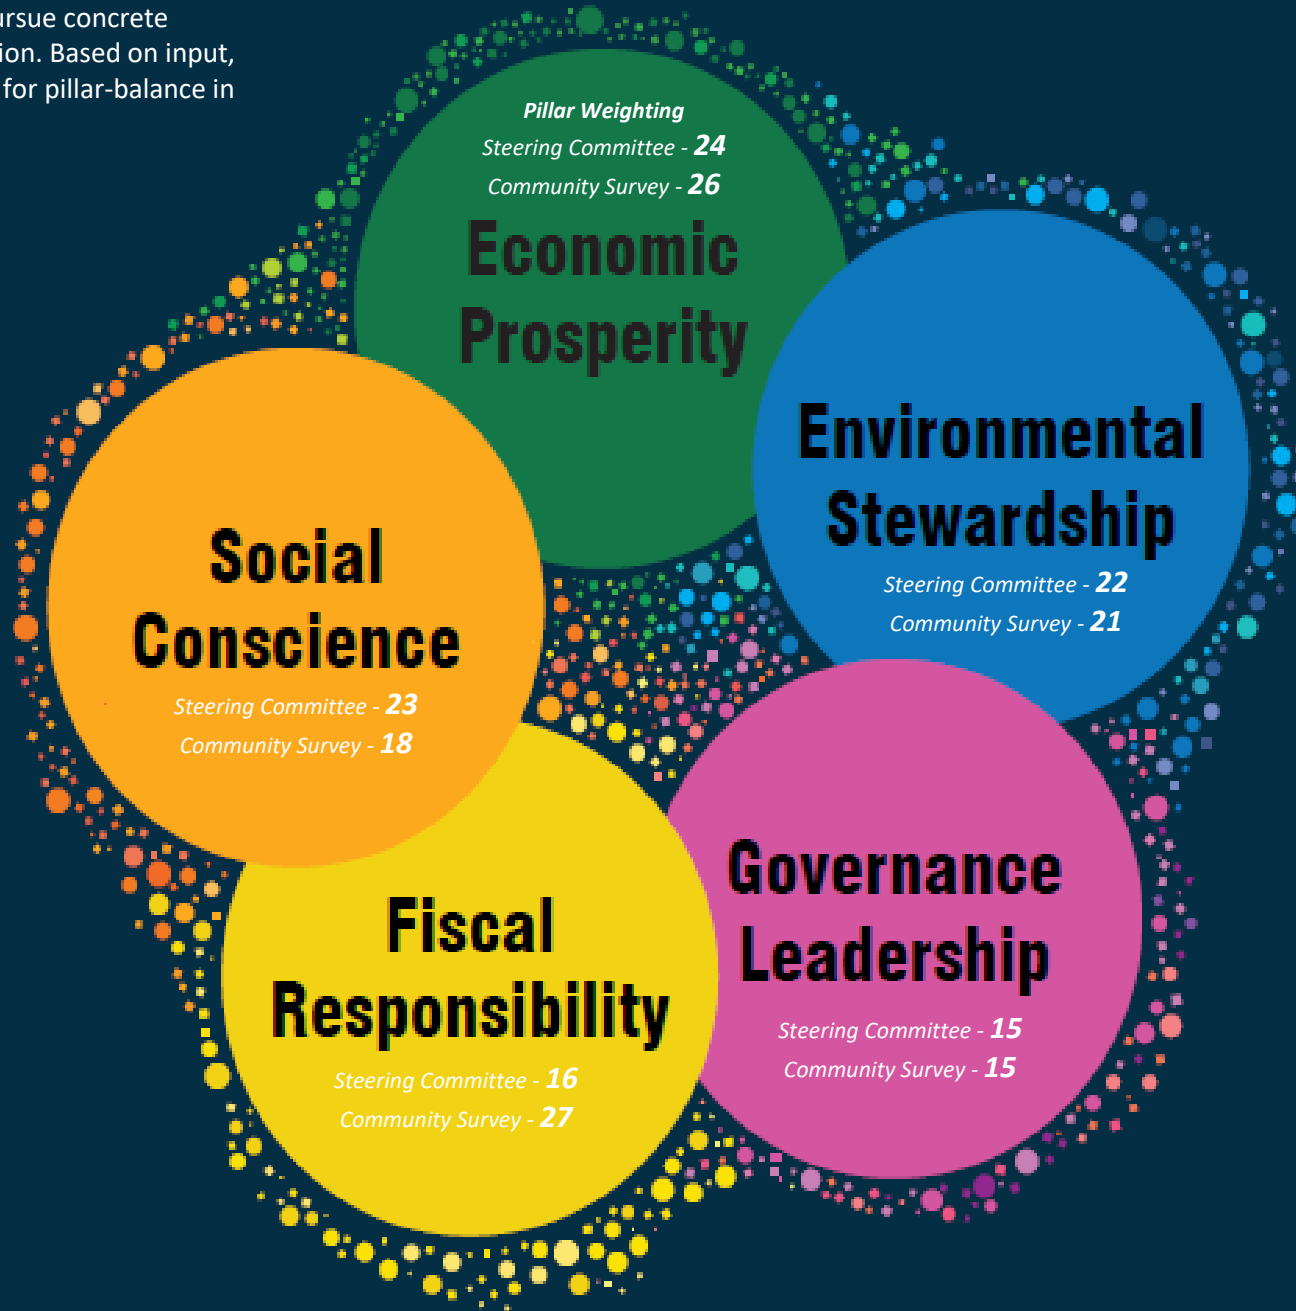 ursue concrete
ion. Based on input,
for pillar-balance in
Pillar Weighting
Steering Committee - 24
Community Survey - 26
Economic
Prosperity
Environmental
Stewardship
Steering Committee - 22
Community Survey - 21
Social
Conscience
Steering Committee - 23
Community Survey - 18
Governance
Leadership
Steering Committee - 15
Community Survey - 15
Fiscal
Responsibility
Steering Committee - 16
Community Survey - 27